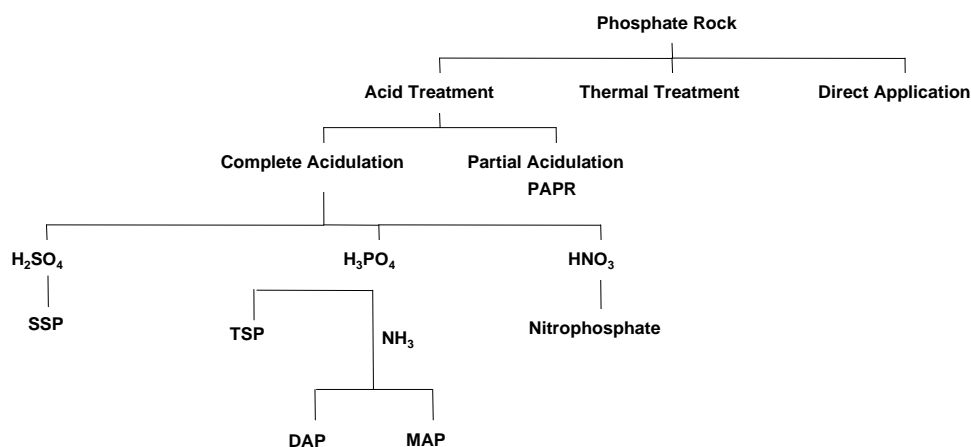 Phosphate Rock
Acid Treatment
Thermal Treatment
Direct Application
Complete Acidulation
Partial Acidulation
PAPR
H₂SO₄
H₃PO₄
HNO₃
SSP
TSP
NH₃
Nitrophosphate
DAP
MAP